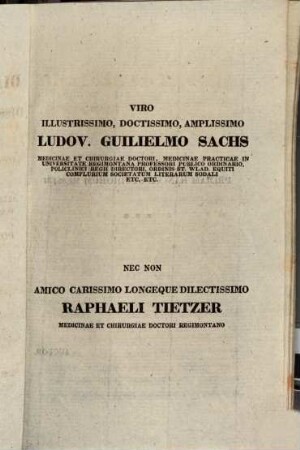 VIRO
ILLUSTRISSIMO, DOCTISSIMO, AMPLISSIMO
LUDOV. GUILIELMO SACHS
MEDICINAE ET CHIRURGIAE DOCTORI, MEDICINAE PRACTICAE IN
UNIVERSITATE REGIMONTANA PROFESSORI PUBLICO ORDINARIO,
POLICLINICI REGII DIRECTORI, ORDINIS ST. WLAD. EQUITI
COMPLURIUM SOCIETATUM LITERARUM SODALI
ETC. ETC.
NEC NON
AMICO CARISSIMO LONGEQUE DILECTISSIMO
RAPHAELI TIETZER
MEDICINAE ET CHIRURGIAE DOCTORI REGIMONTANO